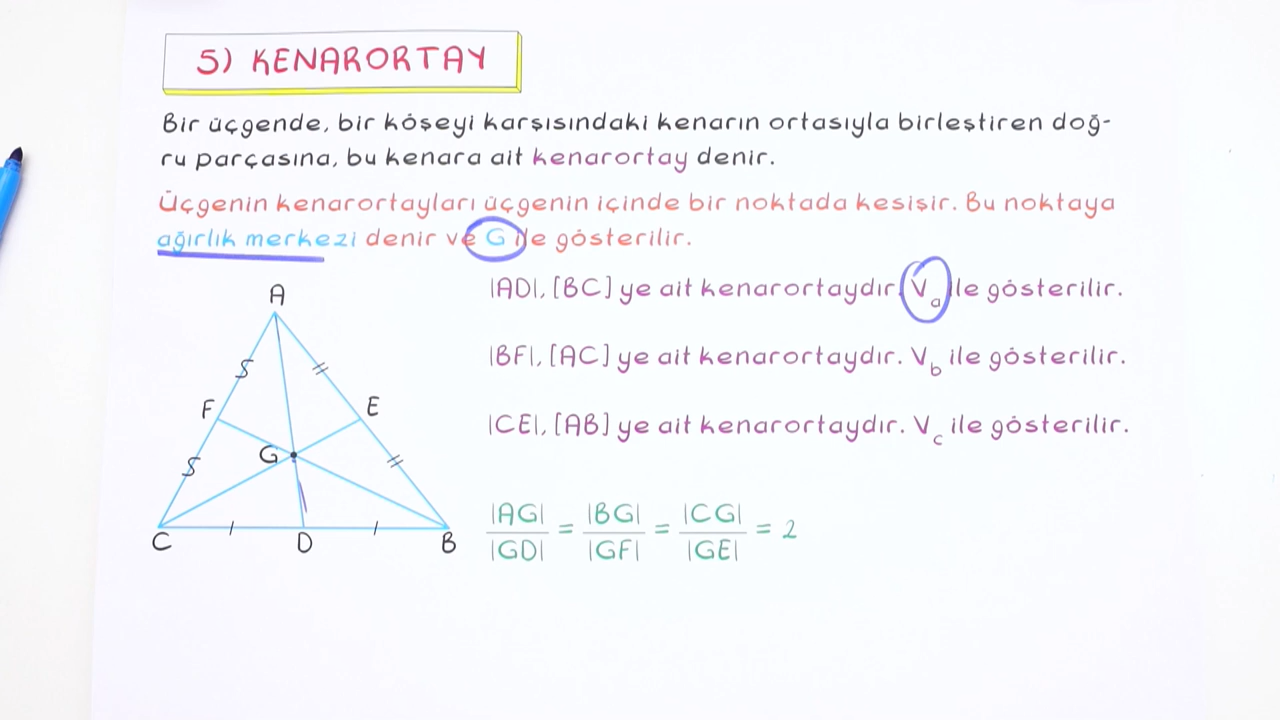 5) KENARORTAY
Bir üçgende, bir köşeyi karşısındaki kenarın ortasıyla birleştiren doğ-
ru parçasına, bu kenara ait kenarortay denir.
Üçgenin kenarortayları üçgenin içinde bir noktada kesişir. Bu noktaya
ağırlık merkezi denir ve G ile gösterilir.
|AD|, [BC] ye ait kenarortaydır. Va ile gösterilir.
|BF|, [AC] ye ait kenarortaydır. Vb ile gösterilir.
|CE|, [AB] ye ait kenarortaydır. Vc ile gösterilir.
A
F
E
G
C
D
B
|AG|/|GD| = |BG|/|GF| = |CG|/|GE| = 2